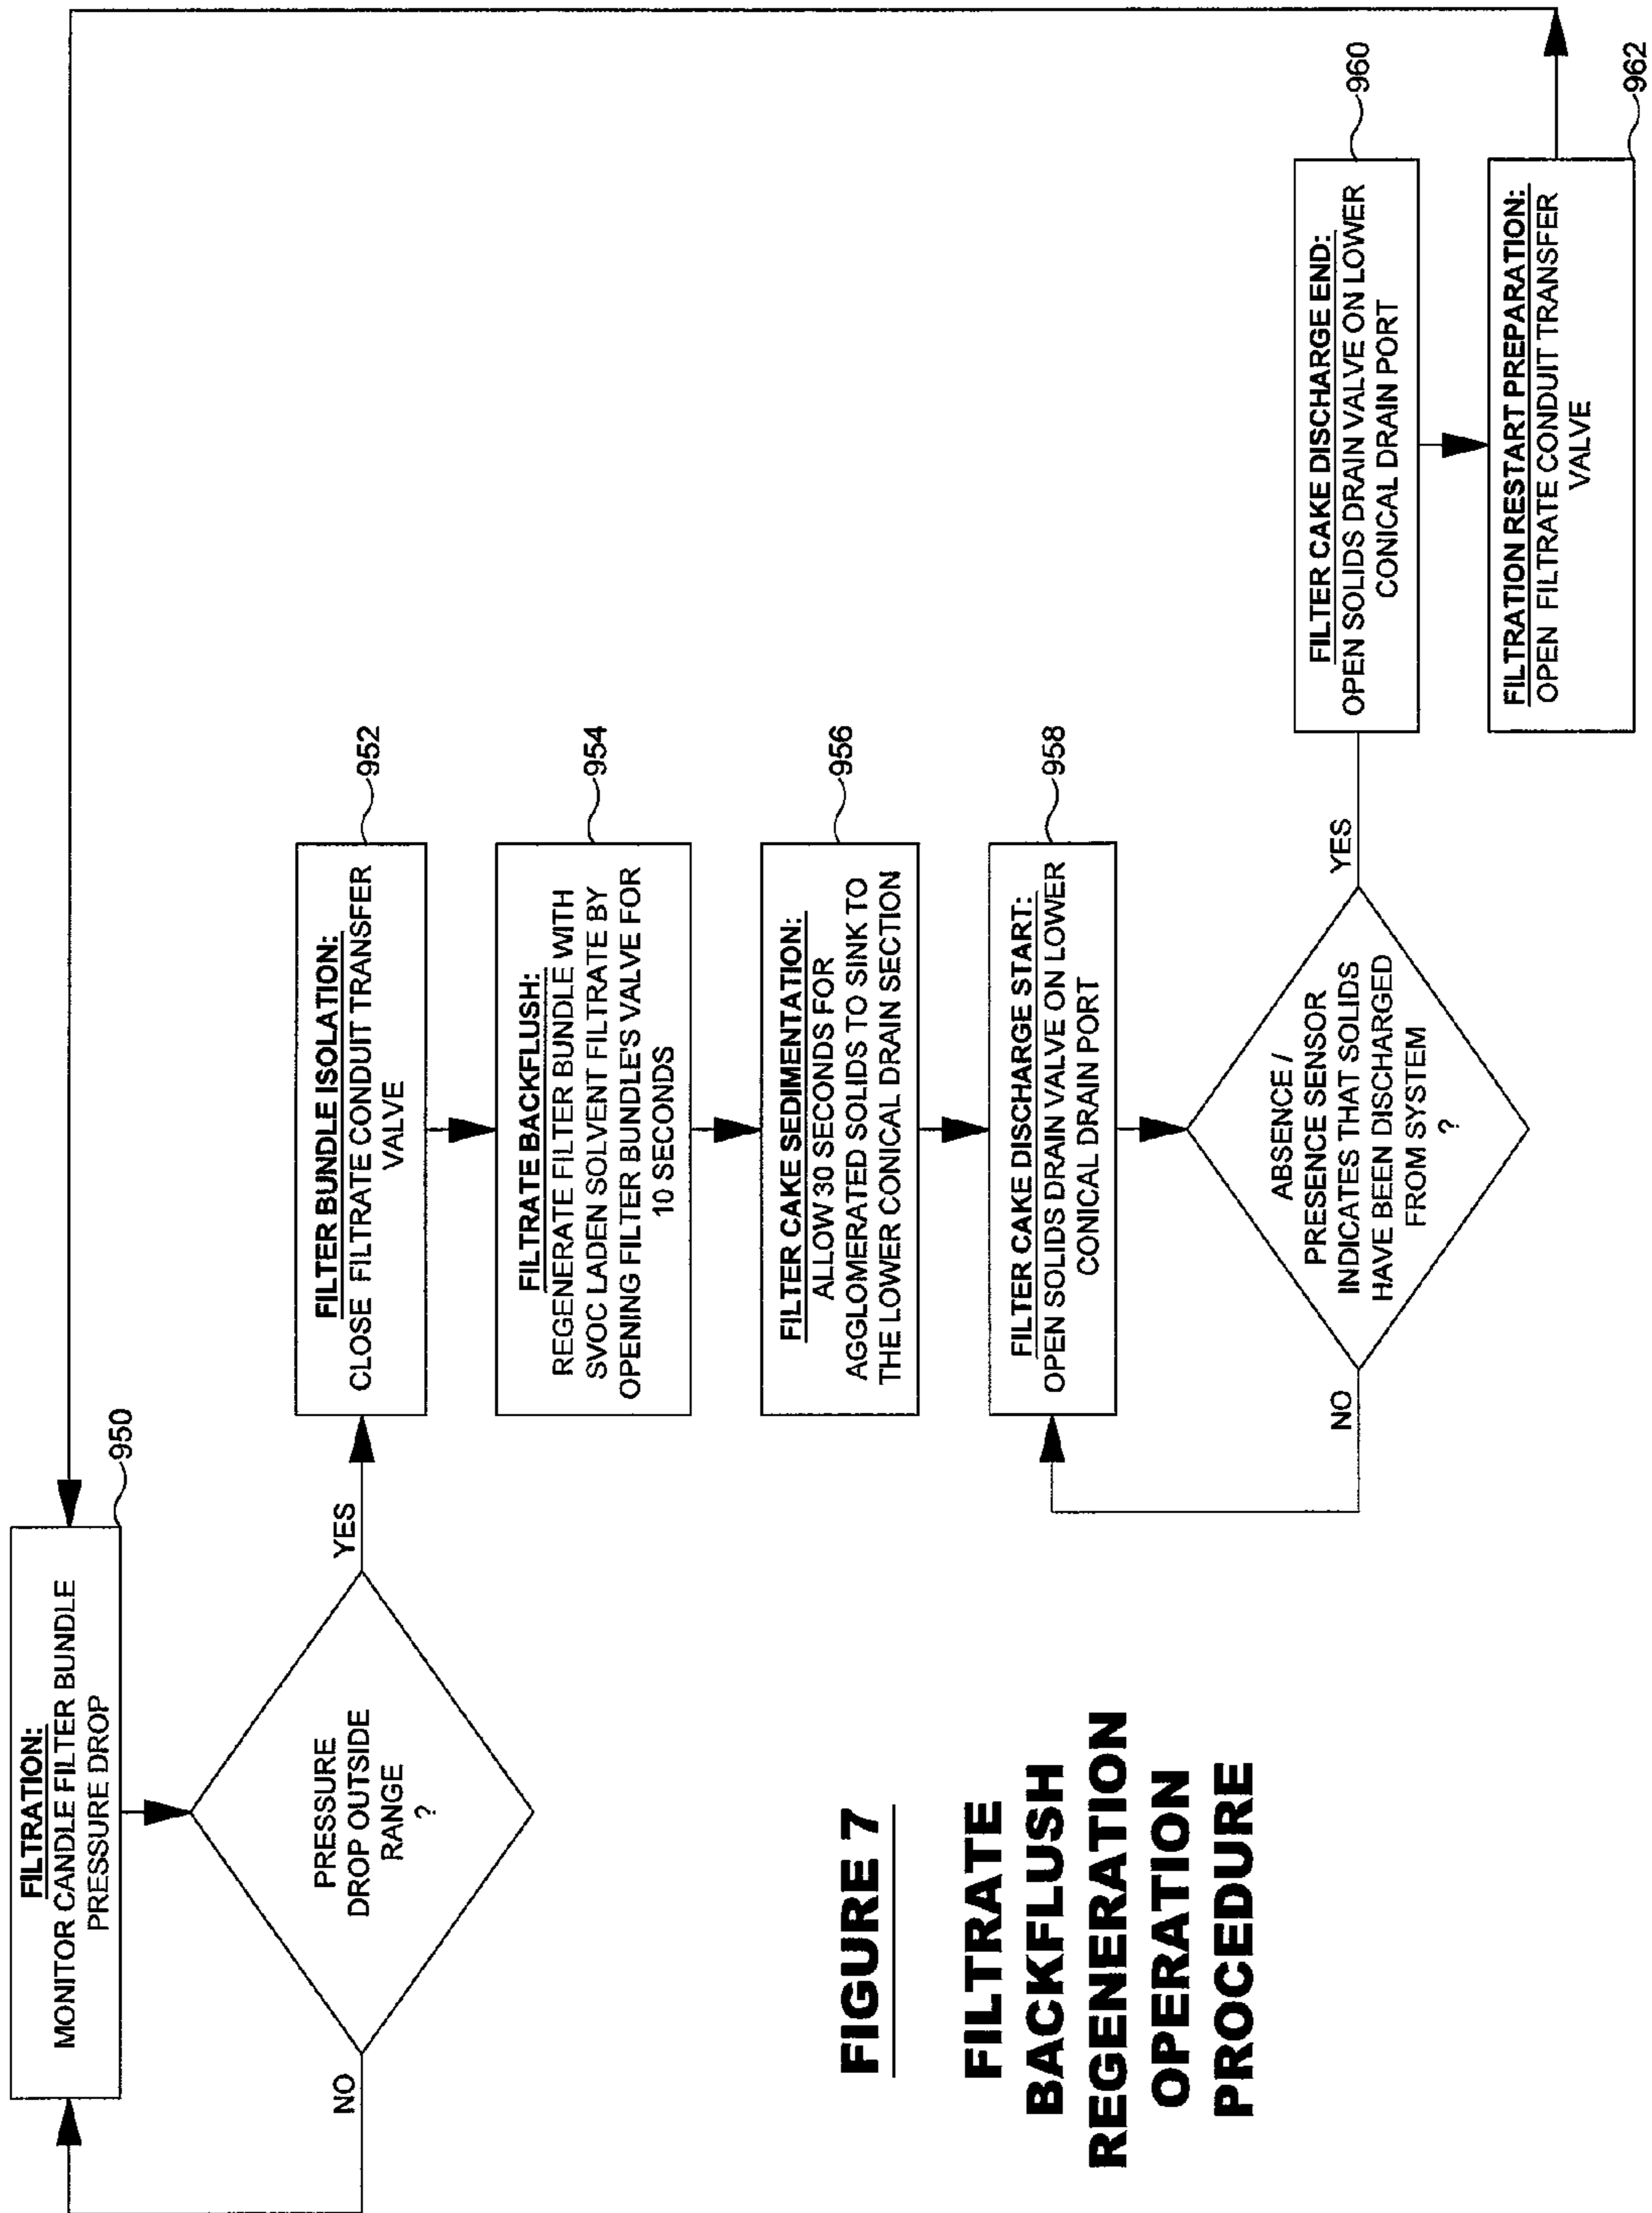 FILTRATION:
MONITOR CANDLE FILTER BUNDLE
PRESSURE DROP
950
PRESSURE
DROP OUTSIDE
RANGE
?
NO
YES
FILTER BUNDLE ISOLATION:
CLOSE FILTRATE CONDUIT TRANSFER
VALVE
952
FILTRATE BACKFLUSH:
REGENERATE FILTER BUNDLE WITH
SVOC LADEN SOLVENT FILTRATE BY
OPENING FILTER BUNDLE'S VALVE FOR
10 SECONDS
954
FILTER CAKE SEDIMENTATION:
ALLOW 30 SECONDS FOR
AGGLOMERATED SOLIDS TO SINK TO
THE LOWER CONICAL DRAIN SECTION
956
FILTER CAKE DISCHARGE START:
OPEN SOLIDS DRAIN VALVE ON LOWER
CONICAL DRAIN PORT
958
ABSENCE /
PRESENCE SENSOR
INDICATES THAT SOLIDS
HAVE BEEN DISCHARGED
FROM SYSTEM
?
NO
YES
FILTER CAKE DISCHARGE END:
OPEN SOLIDS DRAIN VALVE ON LOWER
CONICAL DRAIN PORT
960
FILTRATION RESTART PREPARATION:
OPEN FILTRATE CONDUIT TRANSFER
VALVE
962
FIGURE 7
FILTRATE
BACKFLUSH
REGENERATION
OPERATION
PROCEDURE